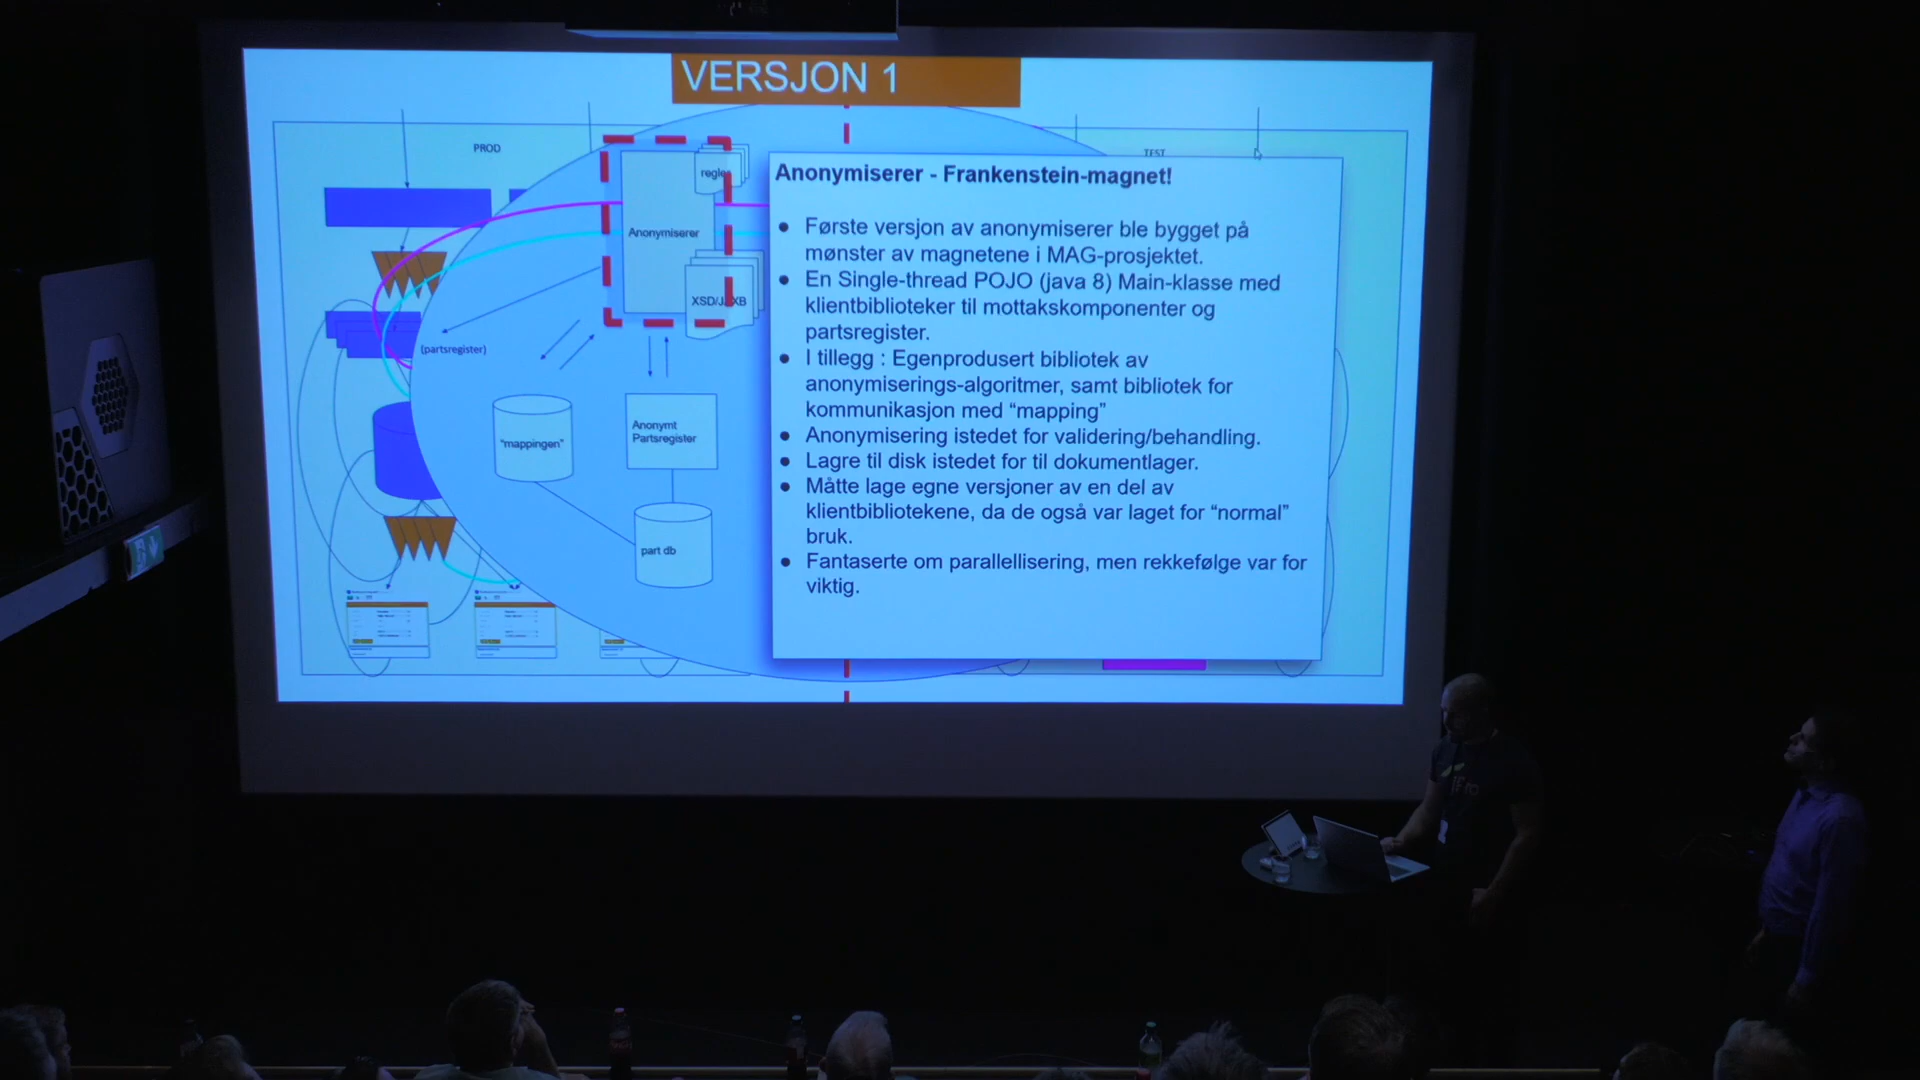 VERSJON 1
PROD
TEST
regle
Anonymiserer
XSD/JAXB
(partsregister)
"mappingen"
Anonymt
Partsregister
part db
Anonymiserer - Frankenstein-magnet!
● Første versjon av anonymiserer ble bygget på
mønster av magnetene i MAG-prosjektet.
● En Single-thread POJO (java 8) Main-klasse med
klientbiblioteker til mottakskomponenter og
partsregister.
● I tillegg : Egenprodusert bibliotek av
anonymiserings-algoritmer, samt bibliotek for
kommunikasjon med “mapping”
● Anonymisering istedet for validering/behandling.
● Lagre til disk istedet for til dokumentlager.
● Måtte lage egne versjoner av en del av
klientbibliotekene, da de også var laget for “normal”
bruk.
● Fantaserte om parallellisering, men rekkefølge var for
viktig.